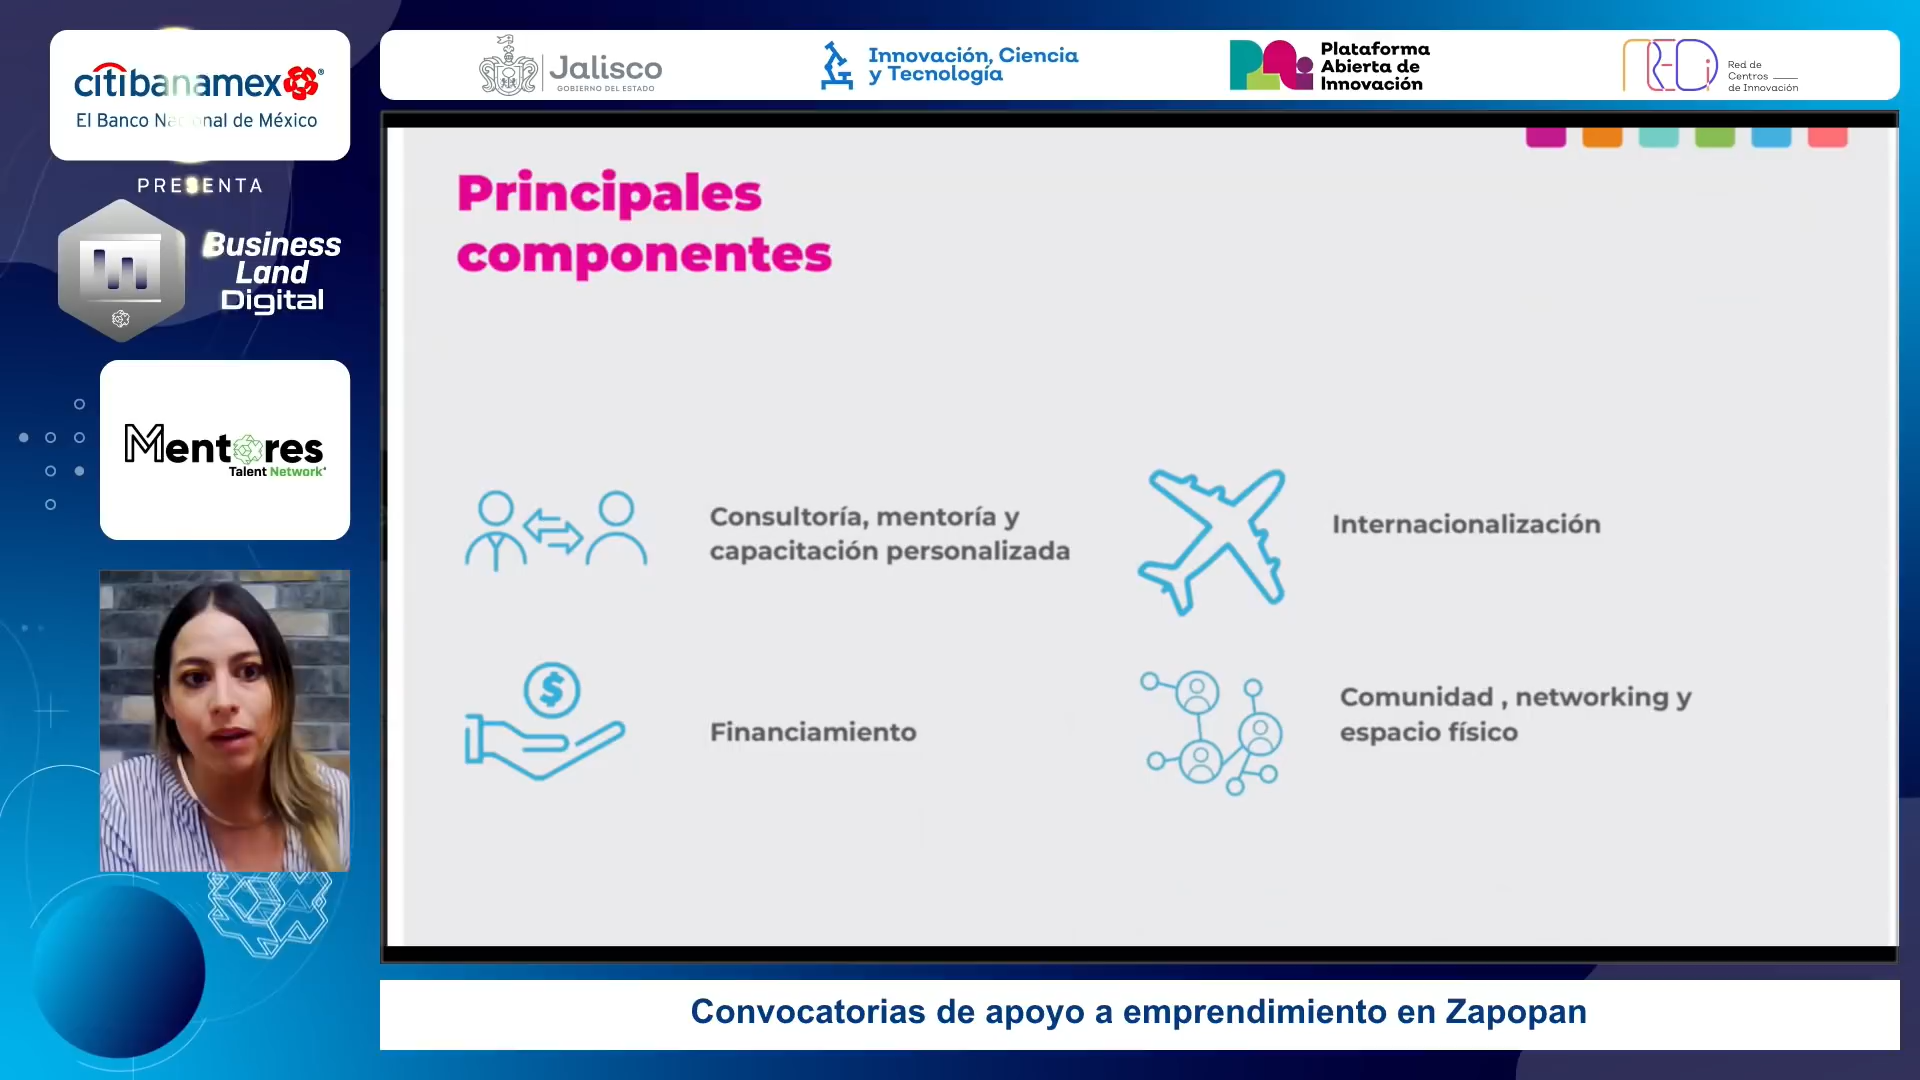 citibanamex®
El Banco Nacional de México
PRESENTA
Business
Land
Digital
Mentores
Talent Network
Jalisco
GOBIERNO DEL ESTADO
Innovación, Ciencia
y Tecnología
Plataforma
Abierta de
Innovación
REDi
Red de
Centros
de Innovación
Principales
componentes
Consultoría, mentoría y
capacitación personalizada
Internacionalización
$
Financiamiento
Comunidad , networking y
espacio físico
Convocatorias de apoyo a emprendimiento en Zapopan